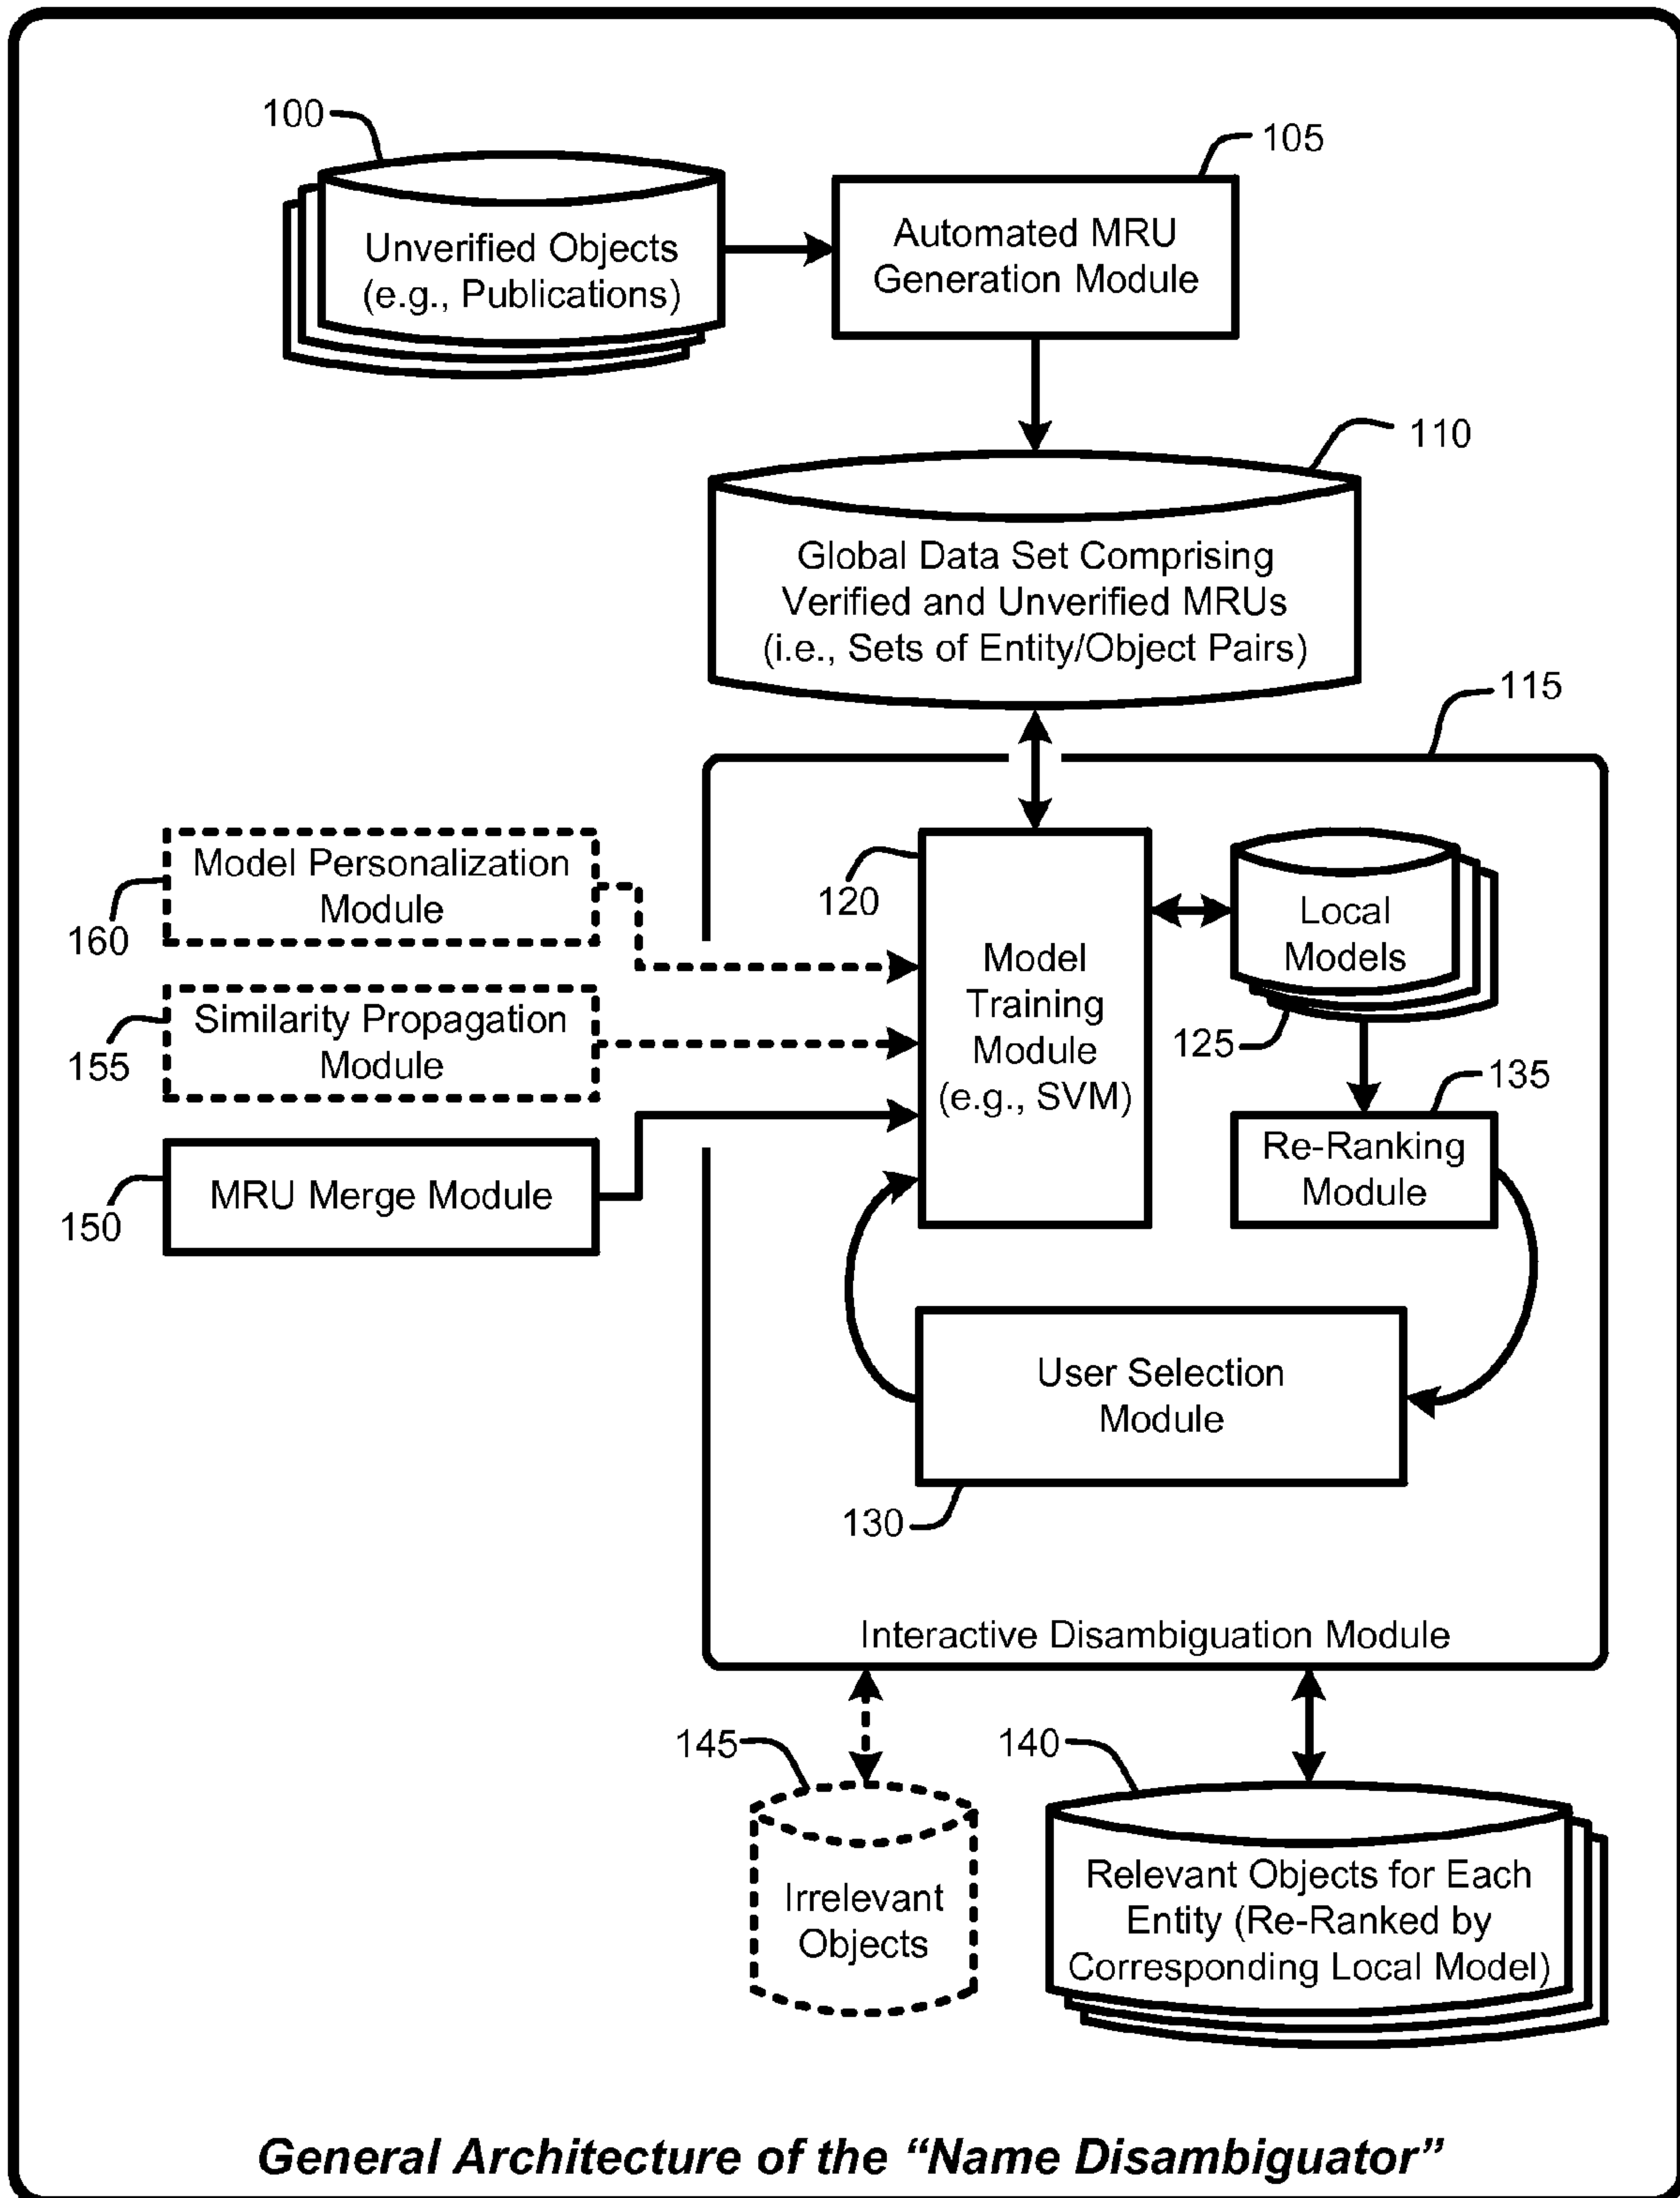 100
105
Unverified Objects
(e.g., Publications)
Automated MRU
Generation Module
110
Global Data Set Comprising
Verified and Unverified MRUs
(i.e., Sets of Entity/Object Pairs)
115
Model Personalization
Module
160
Similarity Propagation
Module
155
MRU Merge Module
150
120
Model
Training
Module
(e.g., SVM)
Local
Models
125
135
Re-Ranking
Module
User Selection
Module
130
Interactive Disambiguation Module
145
140
Irrelevant
Objects
Relevant Objects for Each
Entity (Re-Ranked by
Corresponding Local Model)
General Architecture of the “Name Disambiguator”